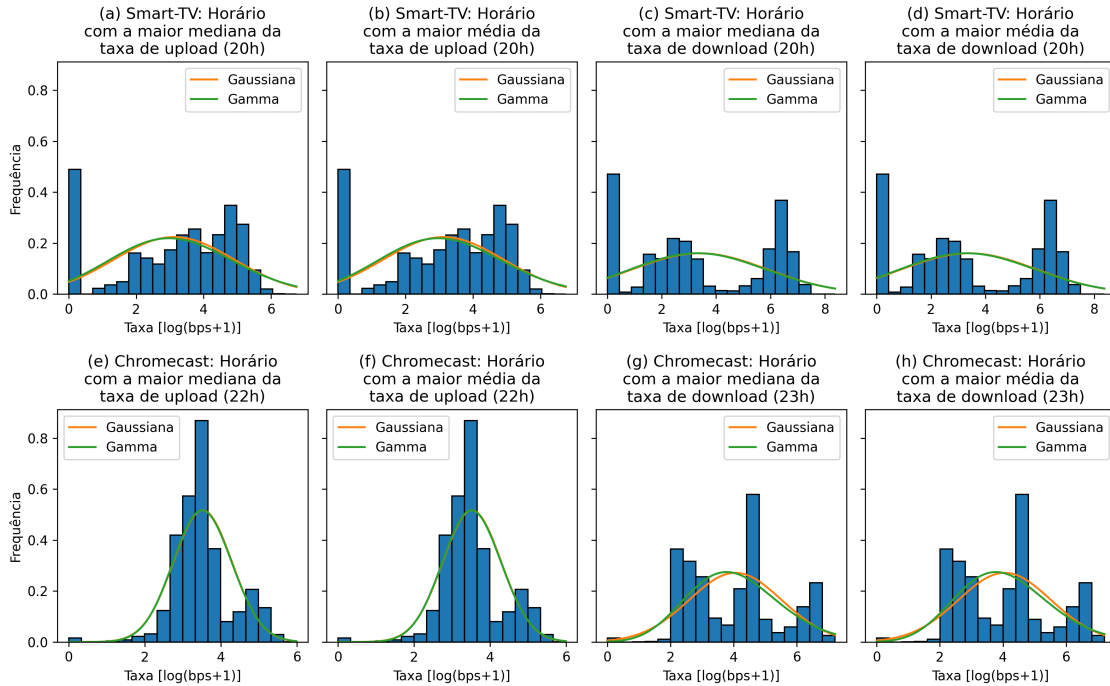 (a) Smart-TV: Horário
com a maior mediana da
taxa de upload (20h)
Gaussiana
Gamma
0.8
0.6
0.4
0.2
0.0
Frequência
0
2
4
6
Taxa [log(bps+1)]
(b) Smart-TV: Horário
com a maior média da
taxa de upload (20h)
Gaussiana
Gamma
0
2
4
6
Taxa [log(bps+1)]
(c) Smart-TV: Horário
com a maior mediana da
taxa de download (20h)
Gaussiana
Gamma
0
2
4
6
8
Taxa [log(bps+1)]
(d) Smart-TV: Horário
com a maior média da
taxa de download (20h)
Gaussiana
Gamma
0
2
4
6
8
Taxa [log(bps+1)]
(e) Chromecast: Horário
com a maior mediana da
taxa de upload (22h)
Gaussiana
Gamma
0.8
0.6
0.4
0.2
0.0
Frequência
0
2
4
6
Taxa [log(bps+1)]
(f) Chromecast: Horário
com a maior média da
taxa de upload (22h)
Gaussiana
Gamma
0
2
4
6
Taxa [log(bps+1)]
(g) Chromecast: Horário
com a maior mediana da
taxa de download (23h)
Gaussiana
Gamma
0
2
4
6
Taxa [log(bps+1)]
(h) Chromecast: Horário
com a maior média da
taxa de download (23h)
Gaussiana
Gamma
0
2
4
6
Taxa [log(bps+1)]